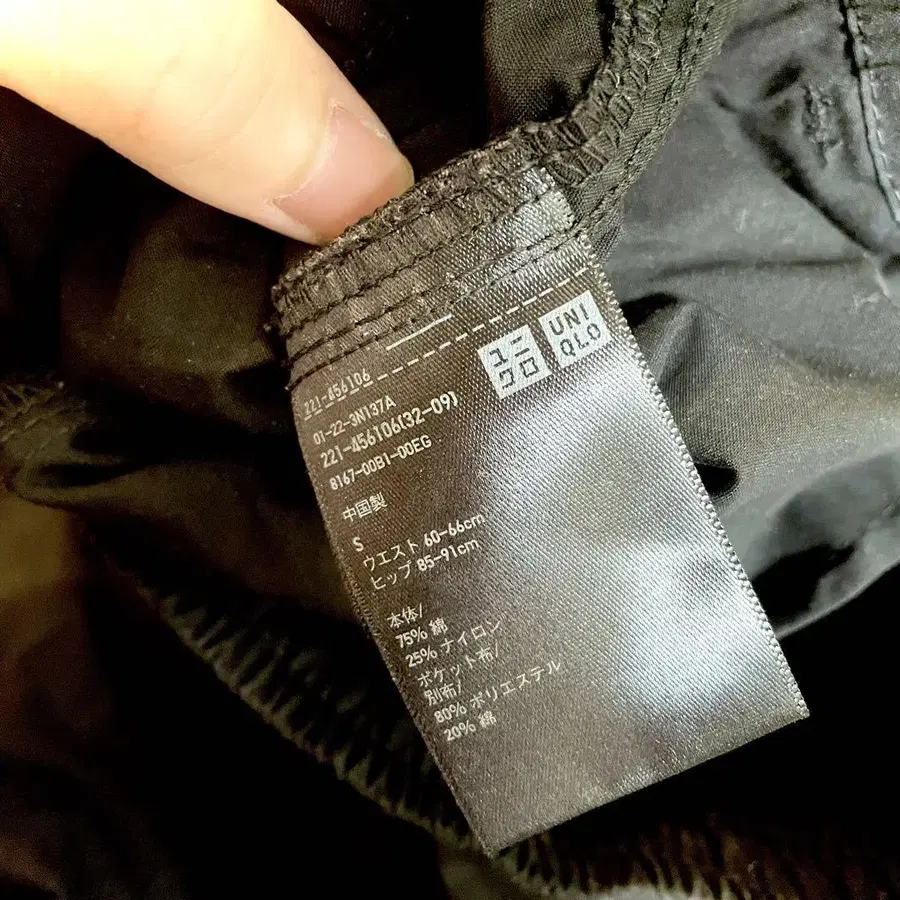 ユニ
クロ
UNI
QLO
221-456106
01-22-3N137A
221-456106(32-09)
8167-00B1-00EG
中国製
S
ウエスト 60-66cm
ヒップ 85-91cm
本体/
75% 綿
25% ナイロン
ポケット布/
別布/
80% ポリエステル
20% 綿